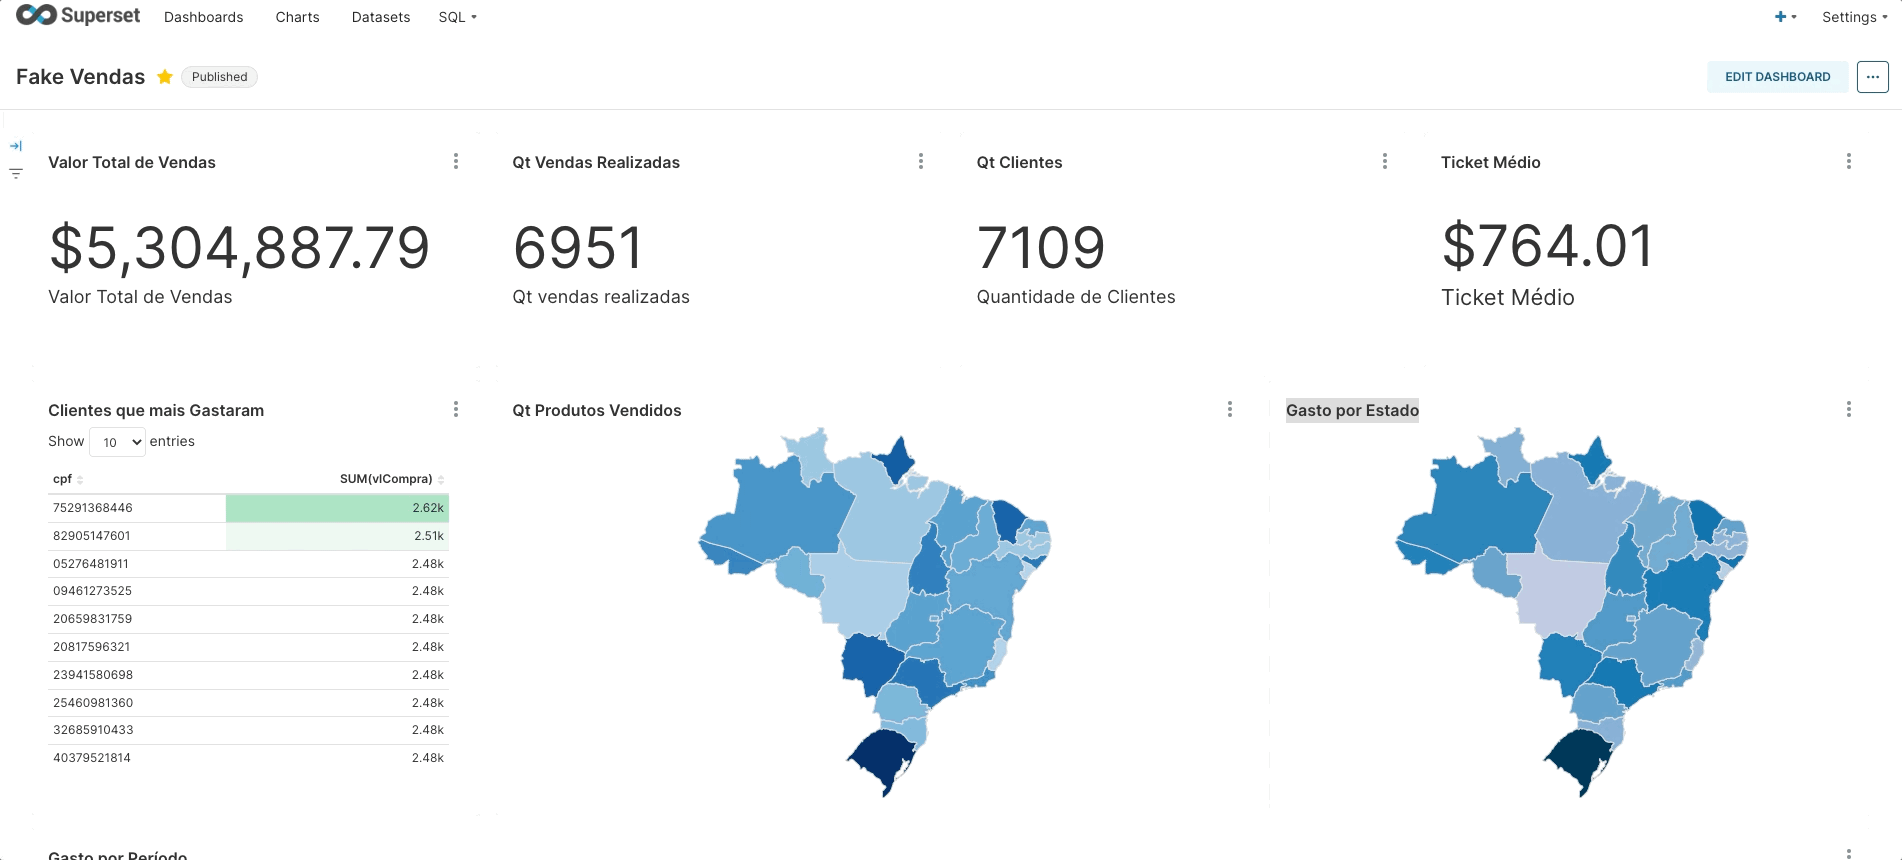 Superset Dashboards Charts Datasets SQL + Settings
Fake Vendas Published EDIT DASHBOARD ...
Valor Total de Vendas
$5,304,887.79
Valor Total de Vendas
Qt Vendas Realizadas
6951
Qt vendas realizadas
Qt Clientes
7109
Quantidade de Clientes
Ticket Médio
$764.01
Ticket Médio
Clientes que mais Gastaram
Show 10 entries
cpf SUM(vlCompra)
75291368446 2.62k
82905147601 2.51k
05276481911 2.48k
09461273525 2.48k
20659831759 2.48k
20817596321 2.48k
23941580698 2.48k
25460981360 2.48k
32685910433 2.48k
40379521814 2.48k
Qt Produtos Vendidos
Gasto por Estado
Gasto por Período